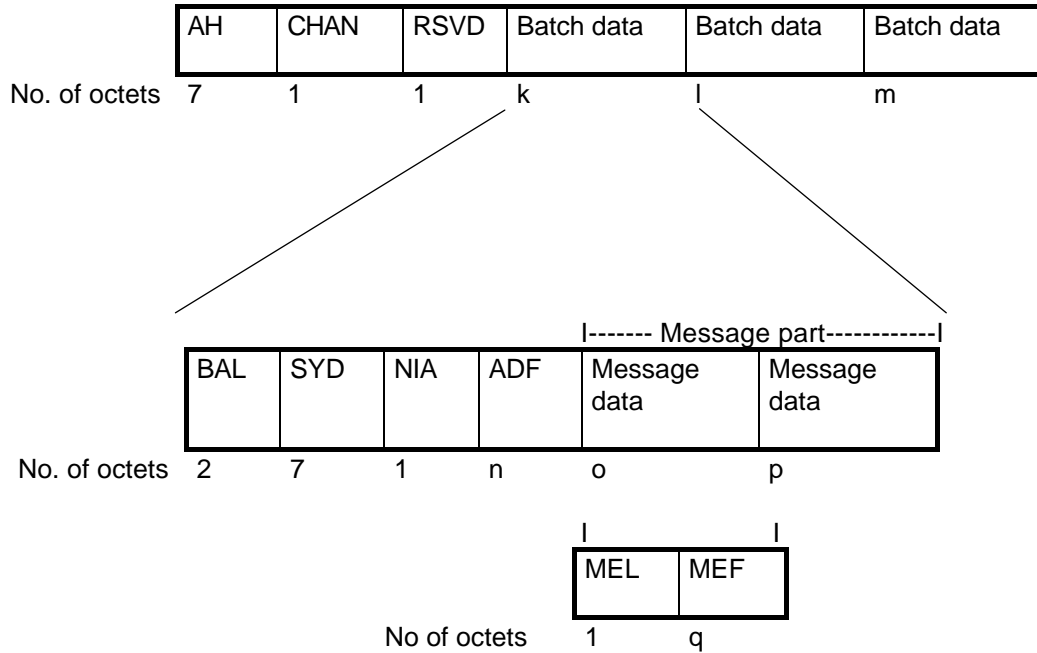 AH CHAN RSVD Batch data Batch data Batch data
No. of octets 7 1 1 k l m
I------- Message part------------I
BAL SYD NIA ADF Message data Message data
No. of octets 2 7 1 n o p
I I
MEL MEF
No of octets 1 q